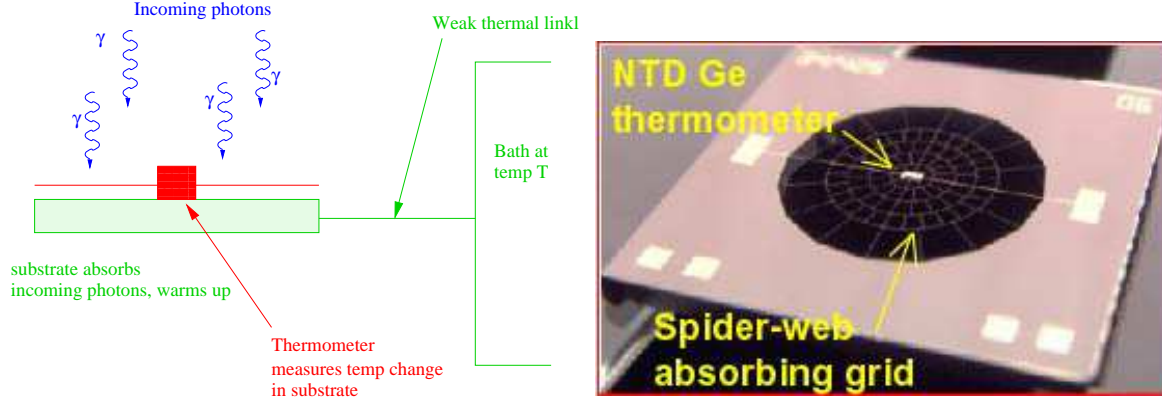 Incoming photons
γ
γ
γ
γ
Weak thermal linkl
Bath at
temp T
substrate absorbs
incoming photons, warms up
Thermometer
measures temp change
in substrate
NTD Ge
thermometer
Spider-web
absorbing grid